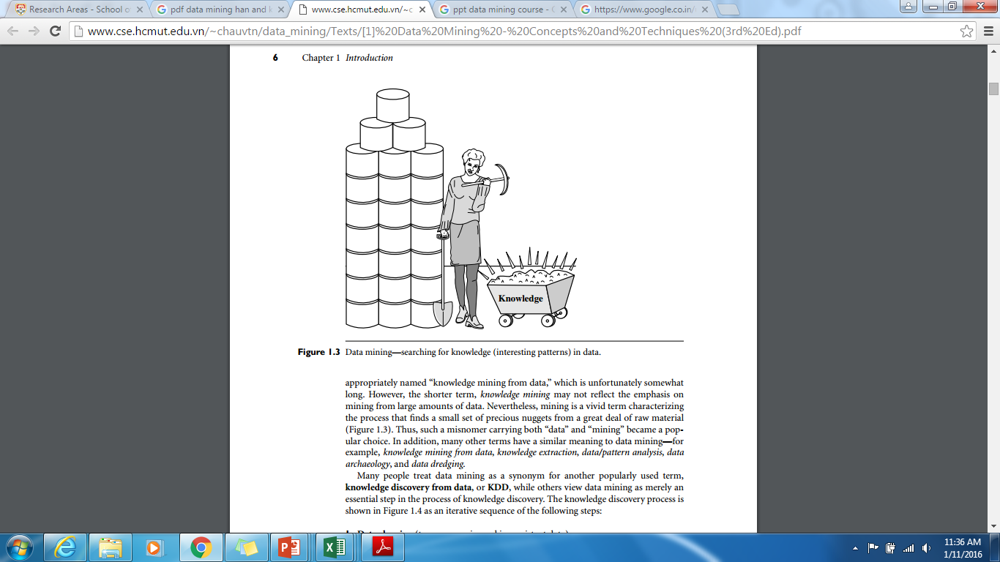 Research Areas - School o
pdf data mining han and k
www.cse.hcmut.edu.vn/~c
ppt data mining course - G
https://www.google.co.in/
www.cse.hcmut.edu.vn/~chauvtn/data_mining/Texts/[1]%20Data%20Mining%20-%20Concepts%20and%20Techniques%20(3rd%20Ed).pdf
6 Chapter 1 Introduction
Knowledge
Figure 1.3 Data mining—searching for knowledge (interesting patterns) in data.
appropriately named “knowledge mining from data,” which is unfortunately somewhat
long. However, the shorter term, knowledge mining may not reflect the emphasis on
mining from large amounts of data. Nevertheless, mining is a vivid term characterizing
the process that finds a small set of precious nuggets from a great deal of raw material
(Figure 1.3). Thus, such a misnomer carrying both “data” and “mining” became a pop-
ular choice. In addition, many other terms have a similar meaning to data mining—for
example, knowledge mining from data, knowledge extraction, data/pattern analysis, data
archaeology, and data dredging.
Many people treat data mining as a synonym for another popularly used term,
knowledge discovery from data, or KDD, while others view data mining as merely an
essential step in the process of knowledge discovery. The knowledge discovery process is
shown in Figure 1.4 as an iterative sequence of the following steps:
11:36 AM
1/11/2016